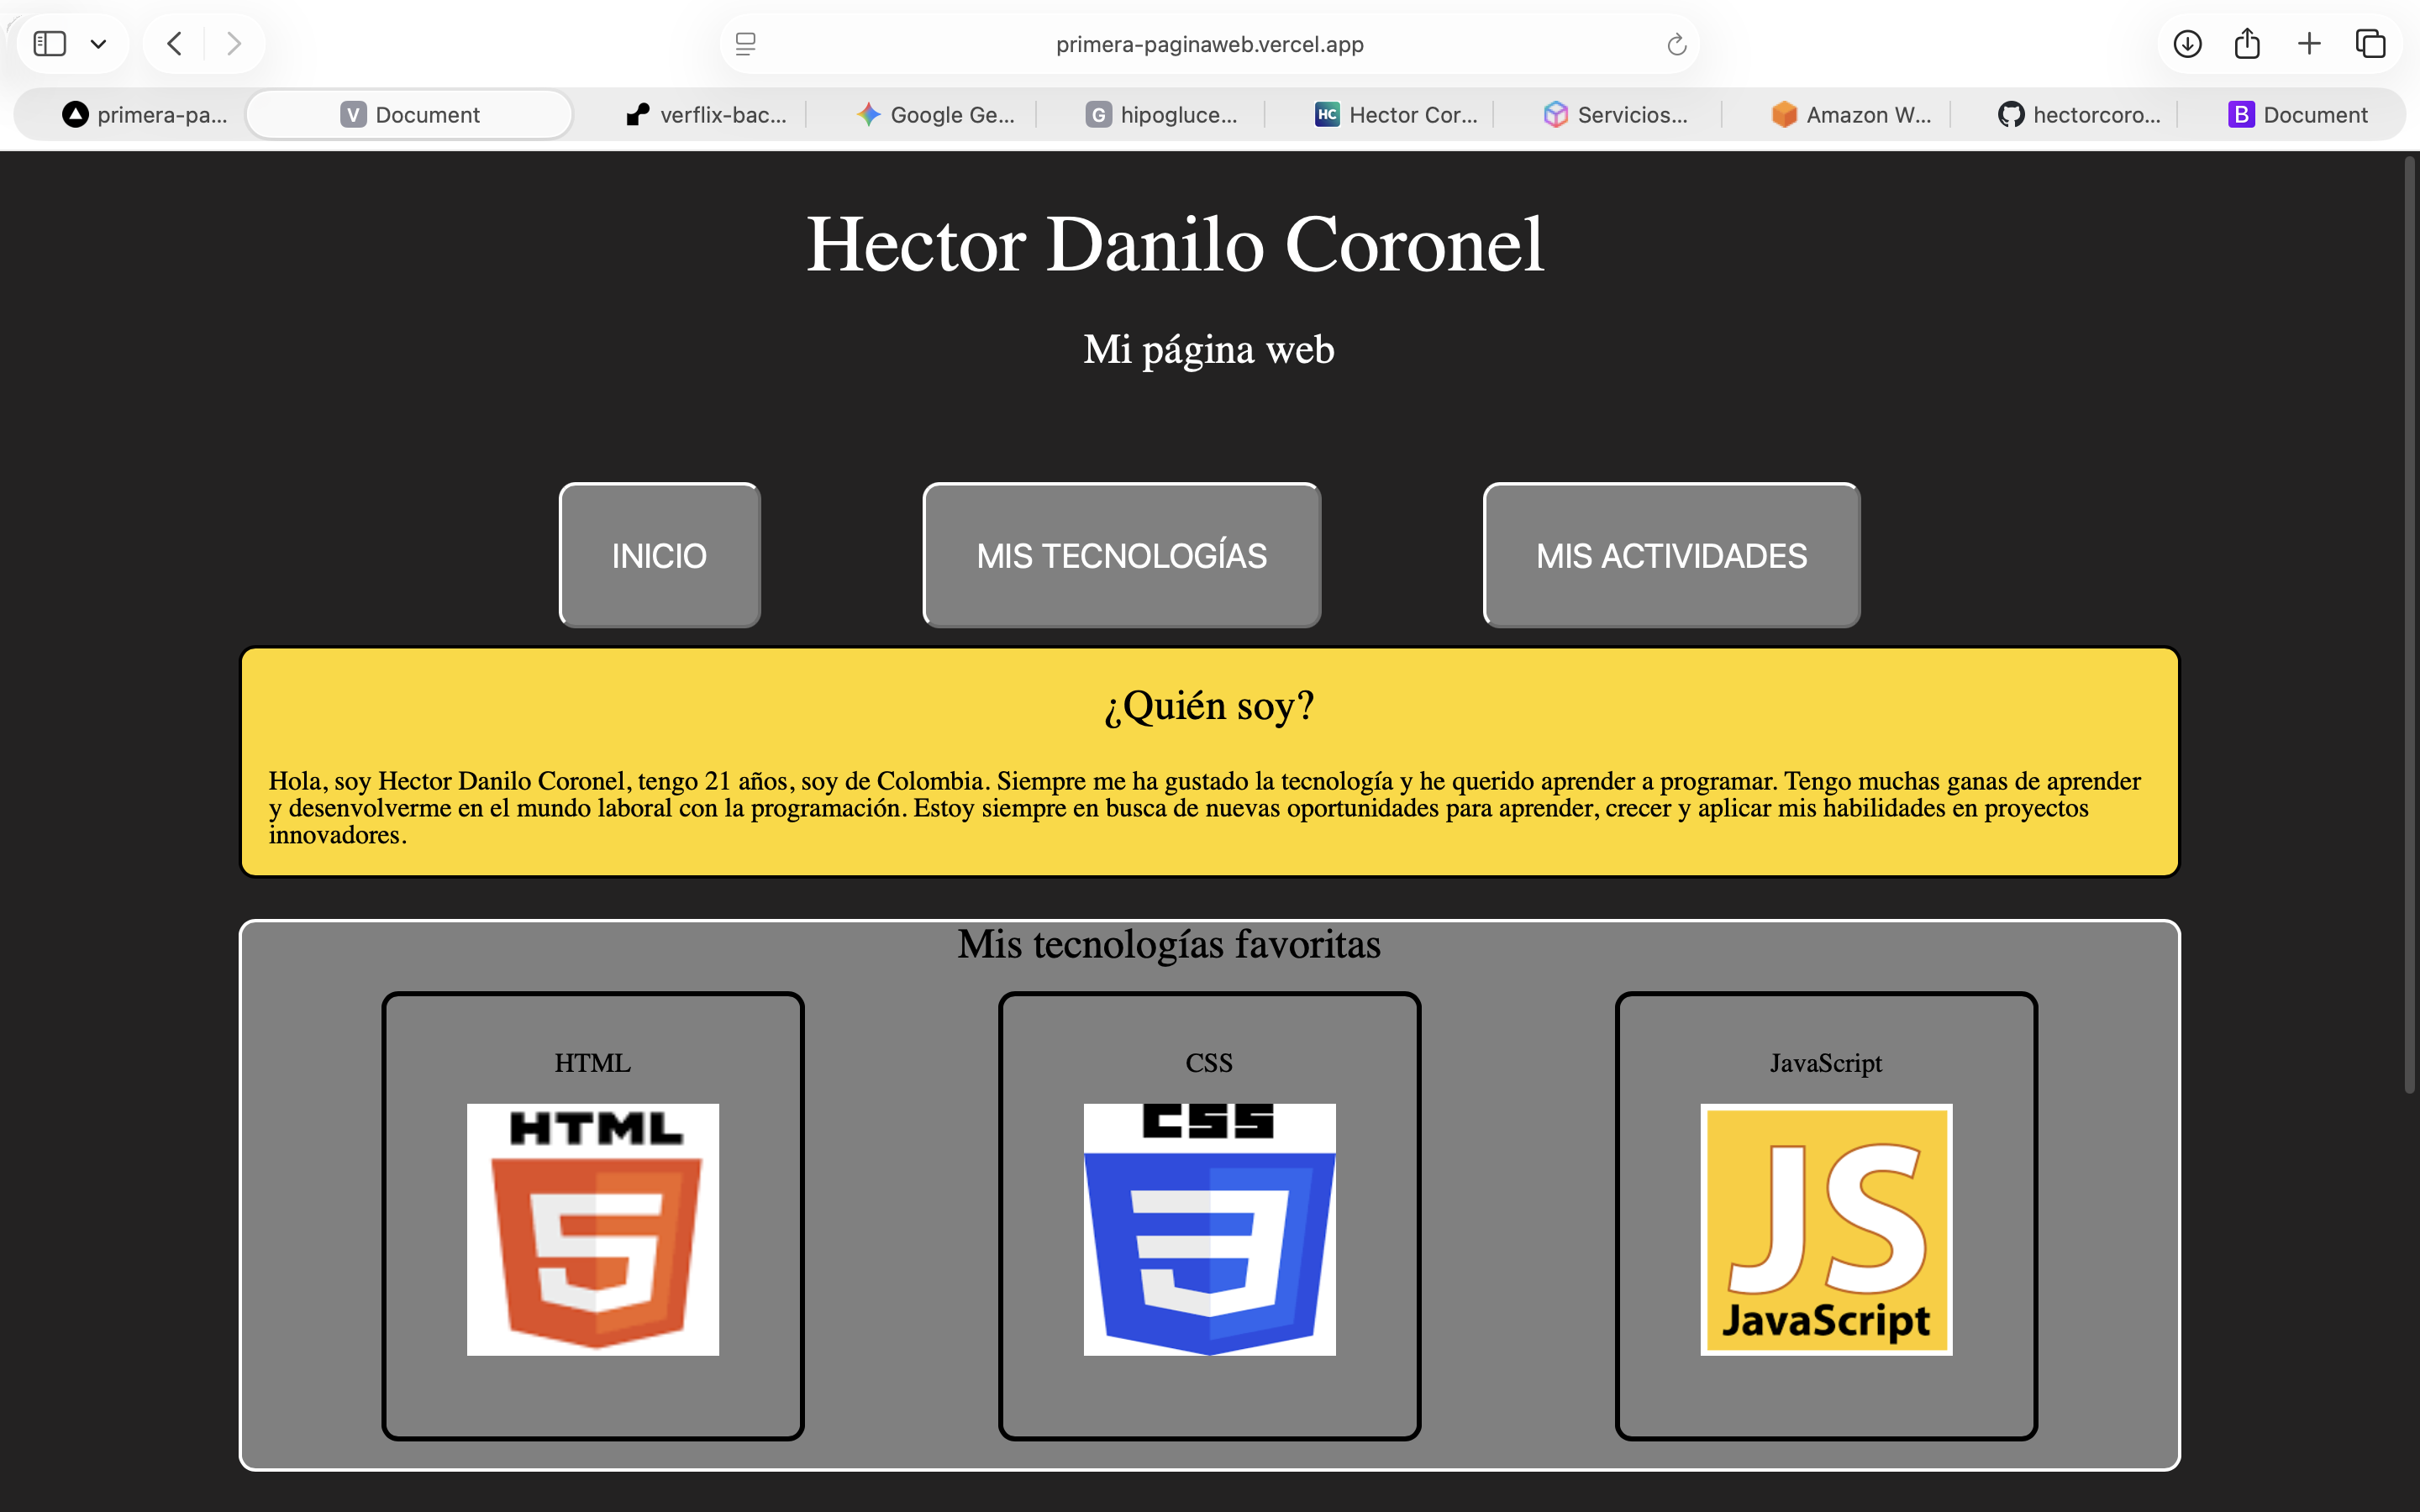 primera-paginaweb.vercel.app
primera-pa...
V Document
verflix-bac...
Google Ge...
G hipogluce...
HC Hector Cor...
Servicios...
Amazon W...
hectorcoro...
B Document
Hector Danilo Coronel
Mi página web
INICIO
MIS TECNOLOGÍAS
MIS ACTIVIDADES
¿Quién soy?
Hola, soy Hector Danilo Coronel, tengo 21 años, soy de Colombia. Siempre me ha gustado la tecnología y he querido aprender a programar. Tengo muchas ganas de aprender
y desenvolverme en el mundo laboral con la programación. Estoy siempre en busca de nuevas oportunidades para aprender, crecer y aplicar mis habilidades en proyectos
innovadores.
Mis tecnologías favoritas
HTML
HTML
5
CSS
CSS
3
JavaScript
JS
JavaScript